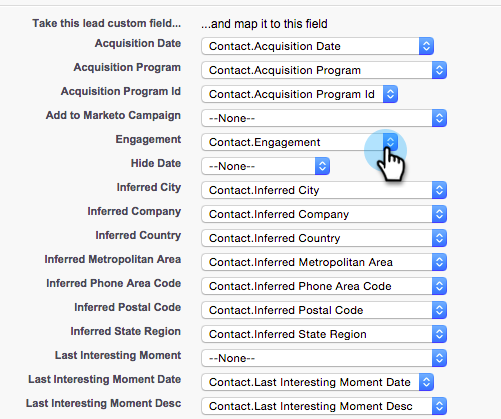 Take this lead custom field... ...and map it to this field
Acquisition Date Contact.Acquisition Date
Acquisition Program Contact.Acquisition Program
Acquisition Program Id Contact.Acquisition Program Id
Add to Marketo Campaign --None--
Engagement Contact.Engagement
Hide Date --None--
Inferred City Contact.Inferred City
Inferred Company Contact.Inferred Company
Inferred Country Contact.Inferred Country
Inferred Metropolitan Area Contact.Inferred Metropolitan Area
Inferred Phone Area Code Contact.Inferred Phone Area Code
Inferred Postal Code Contact.Inferred Postal Code
Inferred State Region Contact.Inferred State Region
Last Interesting Moment --None--
Last Interesting Moment Date Contact.Last Interesting Moment Date
Last Interesting Moment Desc Contact.Last Interesting Moment Desc